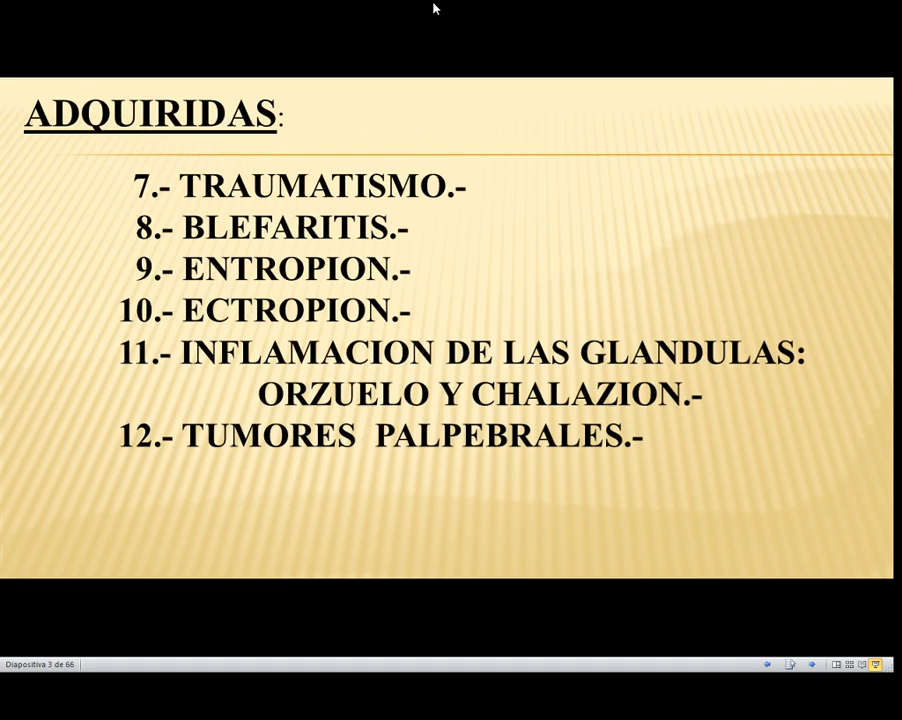 ADQUIRIDAS:
7.- TRAUMATISMO.-
8.- BLEFARITIS.-
9.- ENTROPION.-
10.- ECTROPION.-
11.- INFLAMACION DE LAS GLANDULAS:
ORZUELO Y CHALAZION.-
12.- TUMORES PALPEBRALES.-
Diapositiva 3 de 66